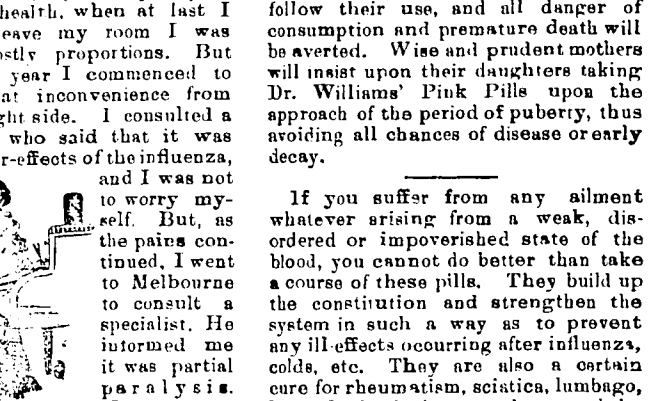 health, when at last I
leave my room I was
ostly proportions. But
year I commenced to
at inconvenience from
ght side. I consulted a
who said that it was
r-effects of the influenza,
and I was not
to worry my-
self. But, as
the pains con-
tinued, I went
to Melbourne
to consult a
specialist. He
informed me
it was partial
paralysis.
follow their use, and all danger of
consumption and premature death will
be averted. Wise and prudent mothers
will insist upon their daughters taking
Dr. Williams' Pink Pills upon the
approach of the period of puberty, thus
avoiding all chances of disease or early
decay.
If you suffer from any ailment
whatever arising from a weak, dis-
ordered or impoverished state of the
blood, you cannot do better than take
a course of these pills. They build up
the constitution and strengthen the
system in such a way as to prevent
any ill-effects occurring after influenza,
colds, etc. They are also a certain
cure for rheumatism, sciatica, lumbago,